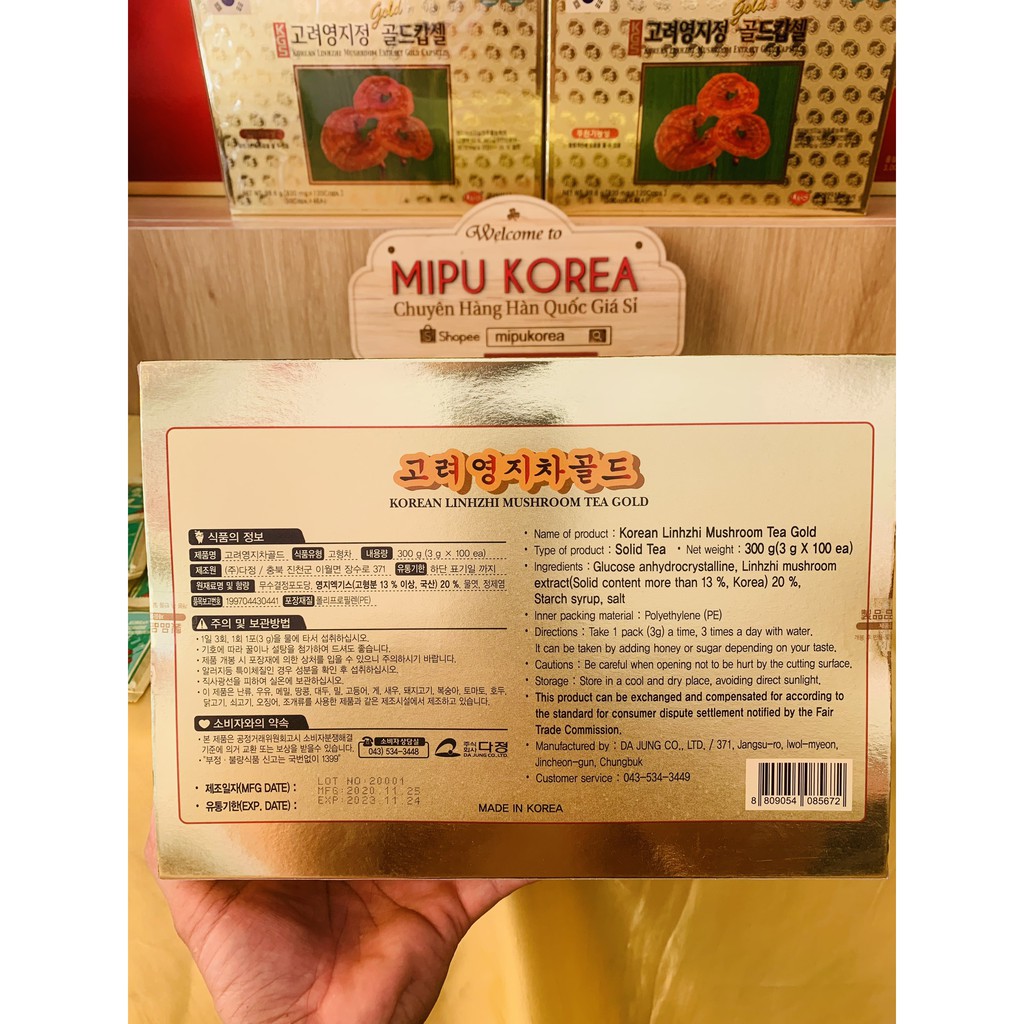 Gold
Gold
KGS
고려영지정 골드캅셀
KGS
고려영지정 골드캅셀
KOREAN LINHZHI MUSHROOM EXTRACT GOLD CAPSULES
KOREAN LINHZHI MUSHROOM EXTRACT GOLD CAPSULES
Welcome to
MIPU KOREA
Chuyên Hàng Hàn Quốc Giá Sỉ
Shopee mipukorea
고려영지차골드
KOREAN LINHZHI MUSHROOM TEA GOLD
식품의 정보
제품명 고려영지차골드 식품유형 고형차 내용량 300 g (3 g × 100 ea)
제조원 (주)다정 / 충북 진천군 이월면 장수로 371 유통기한 하단 표기일 까지
원재료명 및 함량 무수결정포도당, 영지엑기스(고형분 13 % 이상, 국산) 20 %, 물엿, 정제염
품목보고번호 199704430441 포장재질 폴리프로필렌(PE)
주의 및 보관방법
• 1일 3회, 1회 1포(3 g)을 물에 타서 섭취하십시오.
• 기호에 따라 꿀이나 설탕을 첨가하여 드셔도 좋습니다.
• 제품 개봉 시 포장재에 의한 상처를 입을 수 있으니 주의하시기 바랍니다.
• 알러지등 특이체질인 경우 성분을 확인 후 섭취하십시오.
• 직사광선을 피하여 실온에 보관하십시오.
• 이 제품은 난류, 우유, 메밀, 땅콩, 대두, 밀, 고등어, 게, 새우, 돼지고기, 복숭아, 토마토, 호두,
닭고기, 쇠고기, 오징어, 조개류를 사용한 제품과 같은 제조시설에서 제조하고 있습니다.
소비자와의 약속
• 본 제품은 공정거래위원회고시 소비자분쟁해결
기준에 의거 교환 또는 보상을 받을수 있습니다.
• "부정·불량식품 신고는 국번없이 1399"
소비자상담실
043) 534-3448
주식회사 다정
DA JUNG CO., LTD.
• 제조일자(MFG DATE) :
• 유통기한(EXP. DATE) :
LOT NO:20001
MFG:2020.11.25
EXP:2023.11.24
MADE IN KOREA
• Name of product : Korean Linhzhi Mushroom Tea Gold
• Type of product : Solid Tea • Net weight : 300 g(3 g X 100 ea)
• Ingredients : Glucose anhydrocrystalline, Linhzhi mushroom
extract(Solid content more than 13 %, Korea) 20 %,
Starch syrup, salt
• Inner packing material : Polyethylene (PE)
• Directions : Take 1 pack (3g) a time, 3 times a day with water.
It can be taken by adding honey or sugar depending on your taste.
• Cautions : Be careful when opening not to be hurt by the cutting surface.
• Storage : Store in a cool and dry place, avoiding direct sunlight.
• This product can be exchanged and compensated for according to
the standard for consumer dispute settlement notified by the Fair
Trade Commission.
• Manufactured by : DA JUNG CO., LTD. / 371, Jangsu-ro, Iwol-myeon,
Jincheon-gun, Chungbuk
• Customer service : 043-534-3449
8 809054 085672